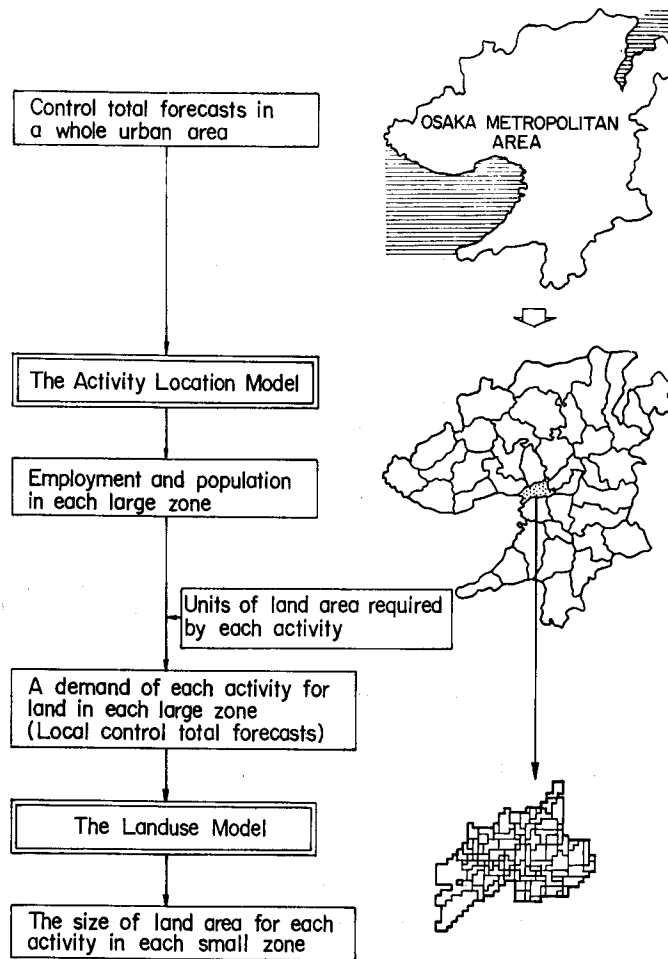 Control total forecasts in
a whole urban area
OSAKA METROPOLITAN
AREA
The Activity Location Model
Employment and population
in each large zone
Units of land area required
by each activity
A demand of each activity for
land in each large zone
(Local control total forecasts)
The Landuse Model
The size of land area for each
activity in each small zone